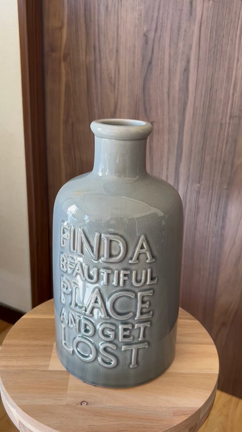 FIND A
BEAUTIFUL
PLACE
AND GET
LOST